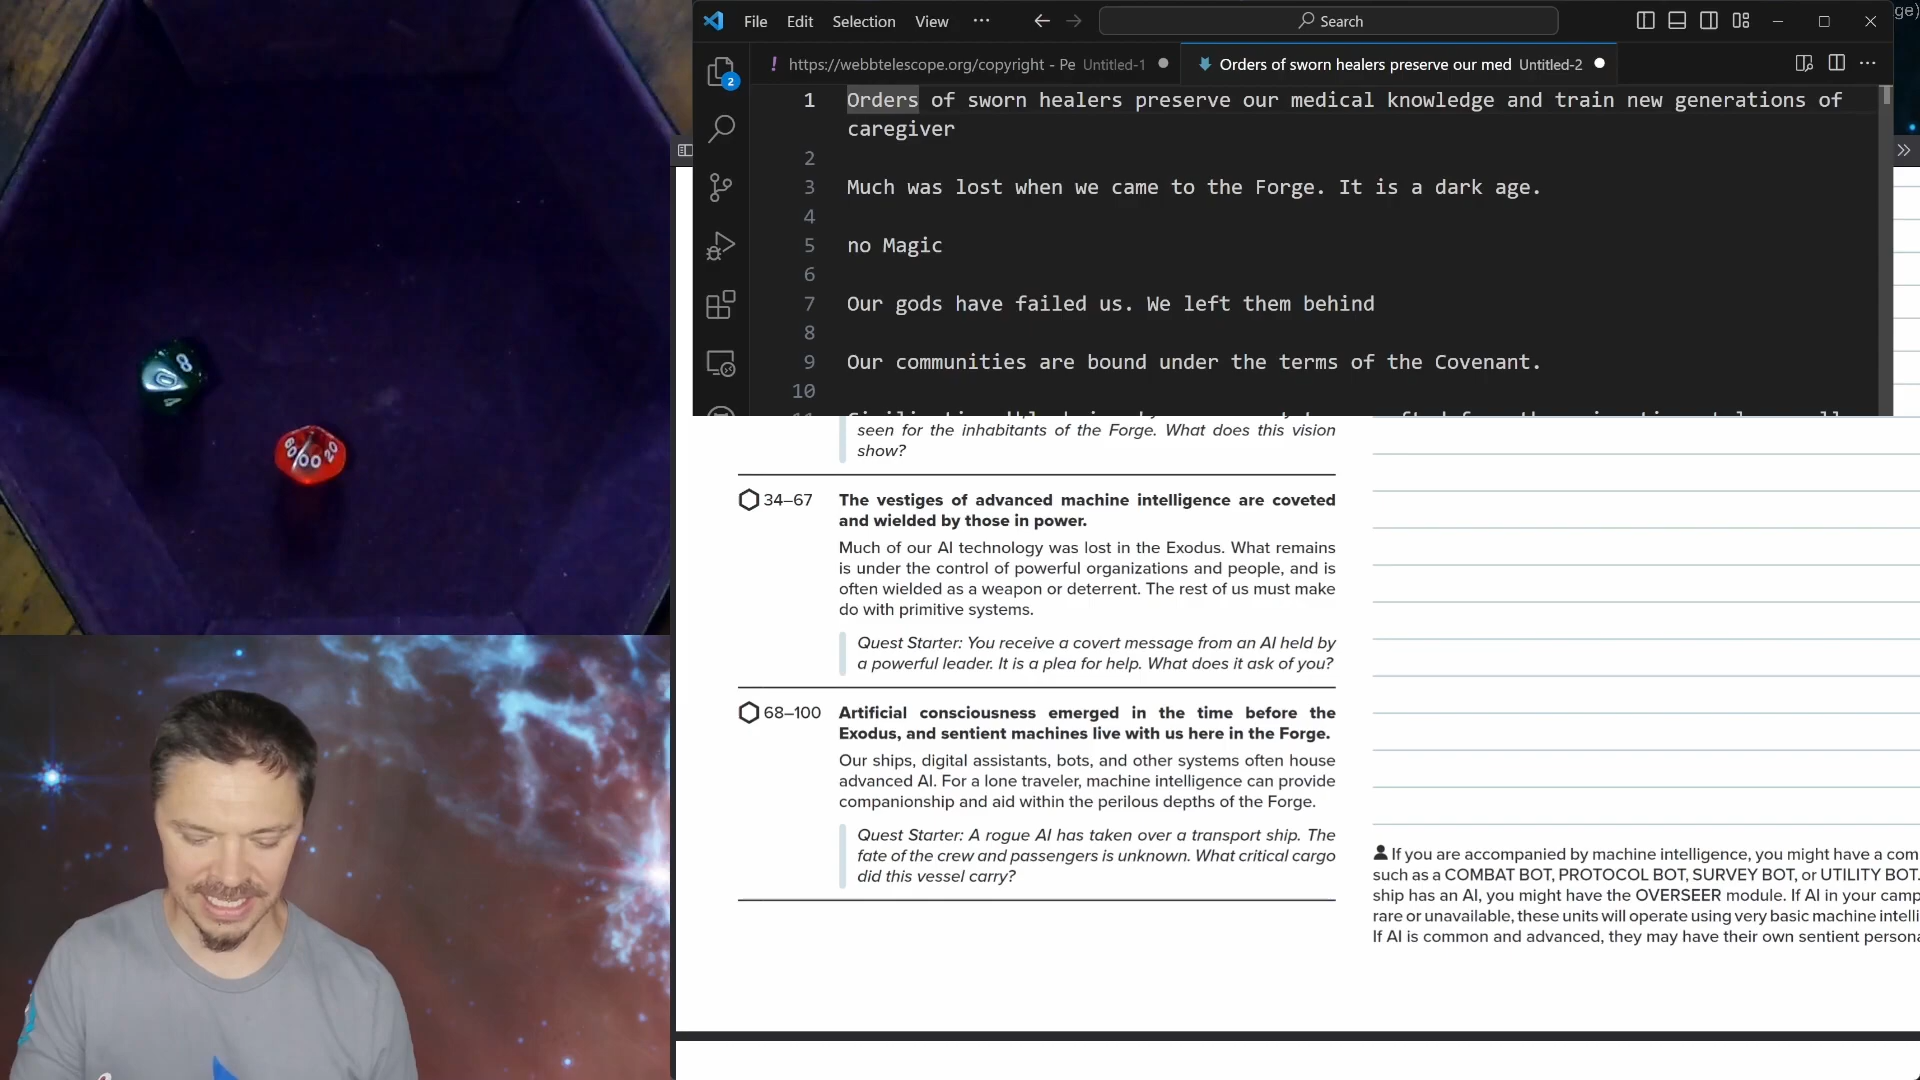 File Edit Selection View ··· Search
https://webbtelescope.org/copyright - Pe Untitled-1
Orders of sworn healers preserve our med Untitled-2
2
1 Orders of sworn healers preserve our medical knowledge and train new generations of
caregiver
2
3 Much was lost when we came to the Forge. It is a dark age.
4
5 no Magic
6
7 Our gods have failed us. We left them behind
8
9 Our communities are bound under the terms of the Covenant.
10
seen for the inhabitants of the Forge. What does this vision
show?
34–67 The vestiges of advanced machine intelligence are coveted
and wielded by those in power.
Much of our AI technology was lost in the Exodus. What remains
is under the control of powerful organizations and people, and is
often wielded as a weapon or deterrent. The rest of us must make
do with primitive systems.
Quest Starter: You receive a covert message from an AI held by
a powerful leader. It is a plea for help. What does it ask of you?
68–100 Artificial consciousness emerged in the time before the
Exodus, and sentient machines live with us here in the Forge.
Our ships, digital assistants, bots, and other systems often house
advanced AI. For a lone traveler, machine intelligence can provide
companionship and aid within the perilous depths of the Forge.
Quest Starter: A rogue AI has taken over a transport ship. The
fate of the crew and passengers is unknown. What critical cargo
did this vessel carry?
If you are accompanied by machine intelligence, you might have a com
such as a COMBAT BOT, PROTOCOL BOT, SURVEY BOT, or UTILITY BOT.
ship has an AI, you might have the OVERSEER module. If AI in your camp
rare or unavailable, these units will operate using very basic machine intelli
If AI is common and advanced, they may have their own sentient persona
8
0
4
60
00
20